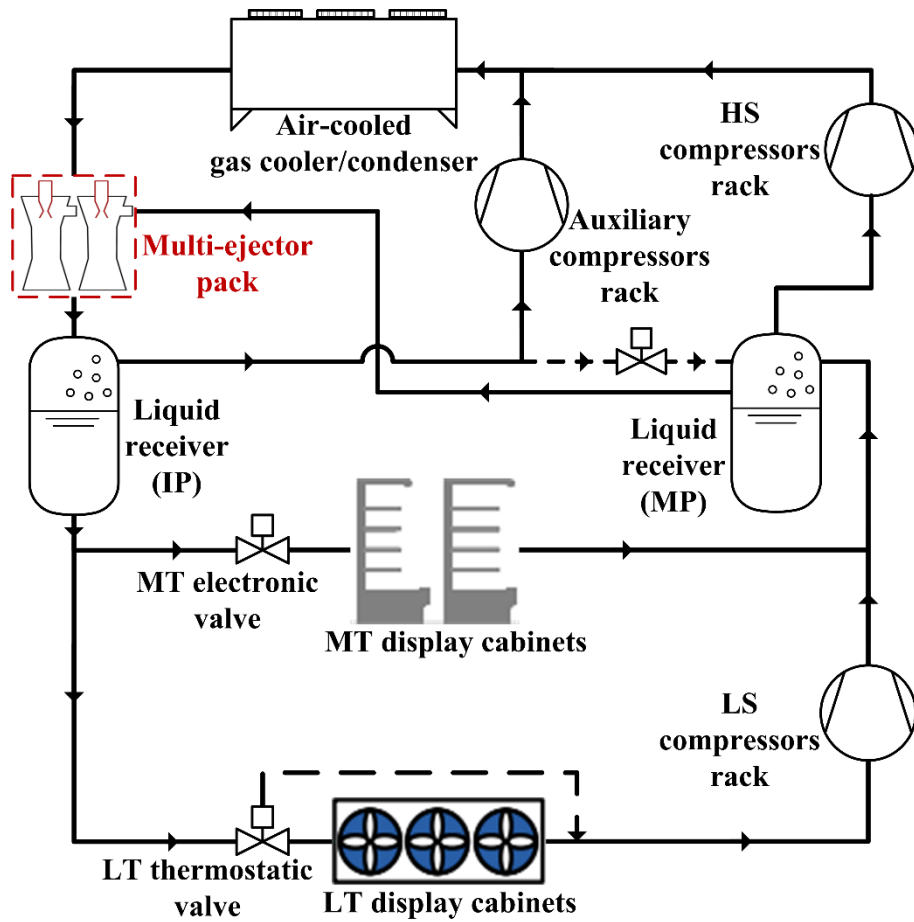 Air-cooled
gas cooler/condenser
HS
compressors
rack
Multi-ejector
pack
Auxiliary
compressors
rack
Liquid
receiver
(IP)
Liquid
receiver
(MP)
MT electronic
valve
MT display cabinets
LS
compressors
rack
LT thermostatic
valve
LT display cabinets